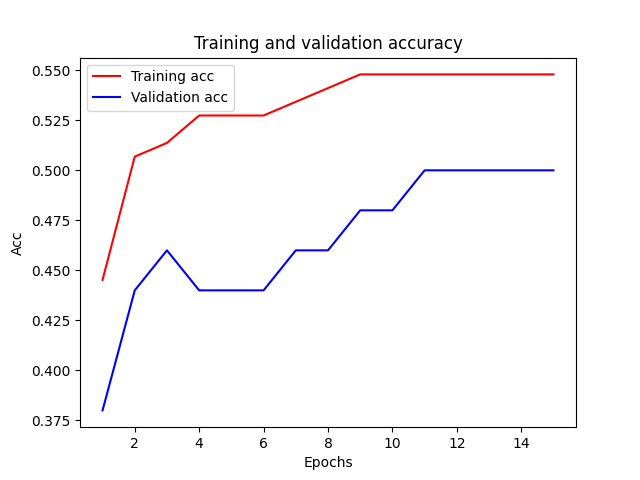 Training and validation accuracy
Training acc
Validation acc
0.550
0.525
0.500
0.475
0.450
0.425
0.400
0.375
Acc
2 4 6 8 10 12 14
Epochs